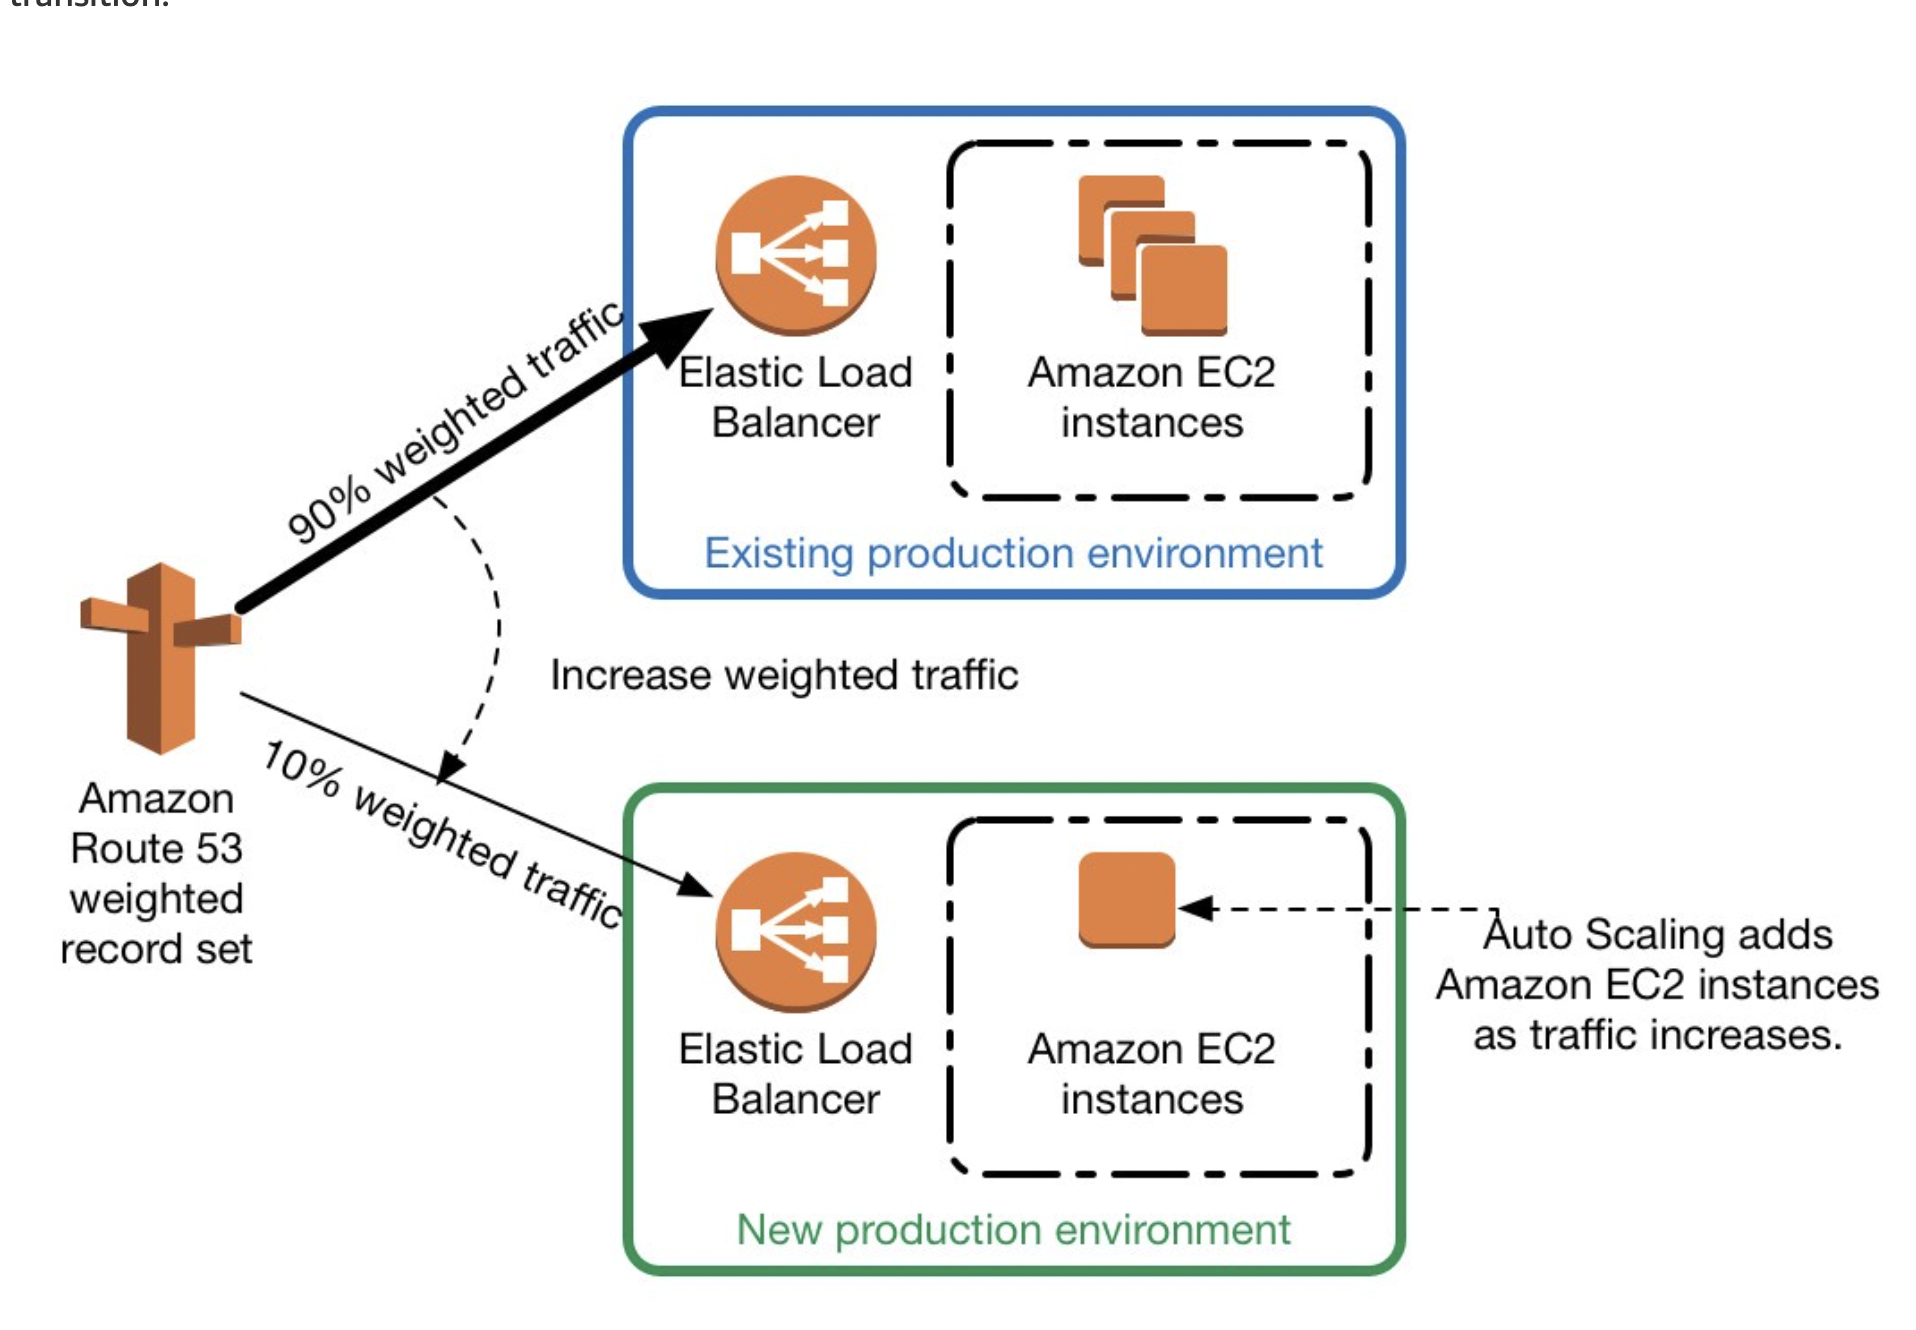 transition.
90% weighted traffic
Elastic Load
Balancer
Amazon EC2
instances
Existing production environment
Amazon
Route 53
weighted
record set
Increase weighted traffic
10% weighted traffic
Elastic Load
Balancer
Amazon EC2
instances
Auto Scaling adds
Amazon EC2 instances
as traffic increases.
New production environment